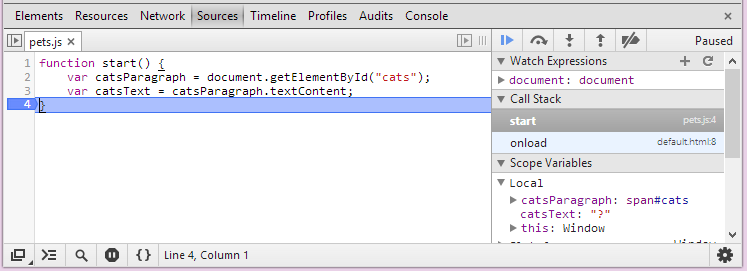 Elements Resources Network Sources Timeline Profiles Audits Console
pets.js ×
1 function start() {
2 var catsParagraph = document.getElementById("cats");
3 var catsText = catsParagraph.textContent;
4 }
Line 4, Column 1
Paused
Watch Expressions
document: document
Call Stack
start pets.js:4
onload default.html:8
Scope Variables
Local
catsParagraph: span#cats
catsText: "?"
this: Window
Window